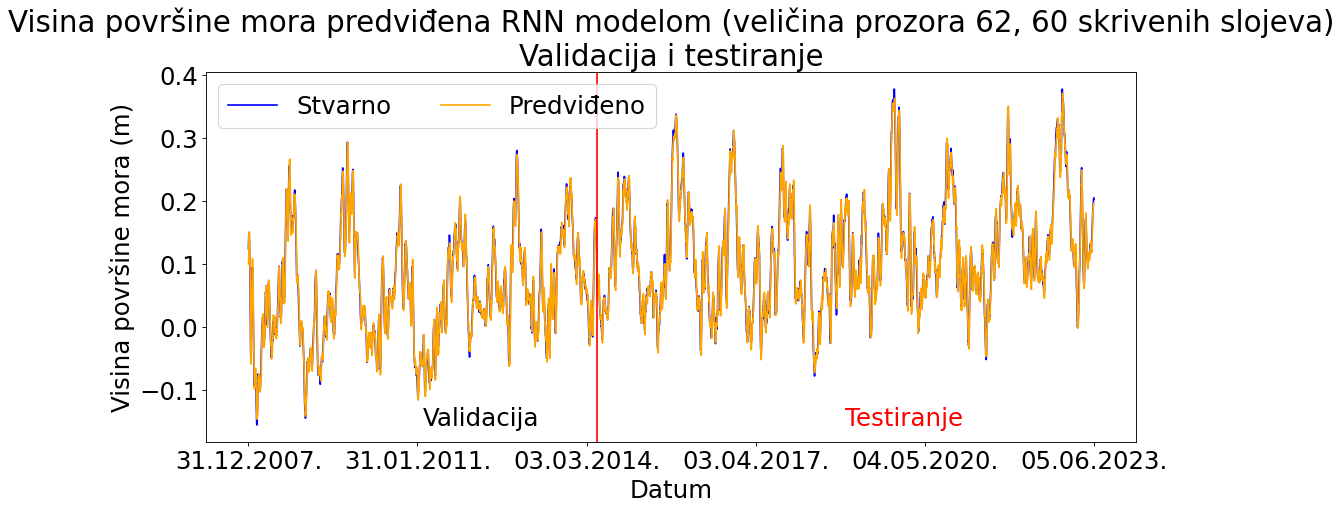 Visina površine mora predviđena RNN modelom (veličina prozora 62, 60 skrivenih slojeva)
Validacija i testiranje
Stvarno Predviđeno
Visina površine mora (m)
0.4
0.3
0.2
0.1
0.0
−0.1
Validacija Testiranje
31.12.2007. 31.01.2011. 03.03.2014. 03.04.2017. 04.05.2020. 05.06.2023.
Datum